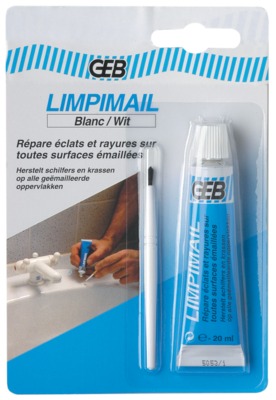 GEB
LIMPIMAIL
Blanc/Wit
Répare éclats et rayures sur
toutes surfaces émaillées
Herstelt schilfers en krassen
op alle geëmailleerde
oppervlakken
GEB
LIMPIMAIL
Répare éclats et rayures sur
toutes surfaces émaillées
20 ml